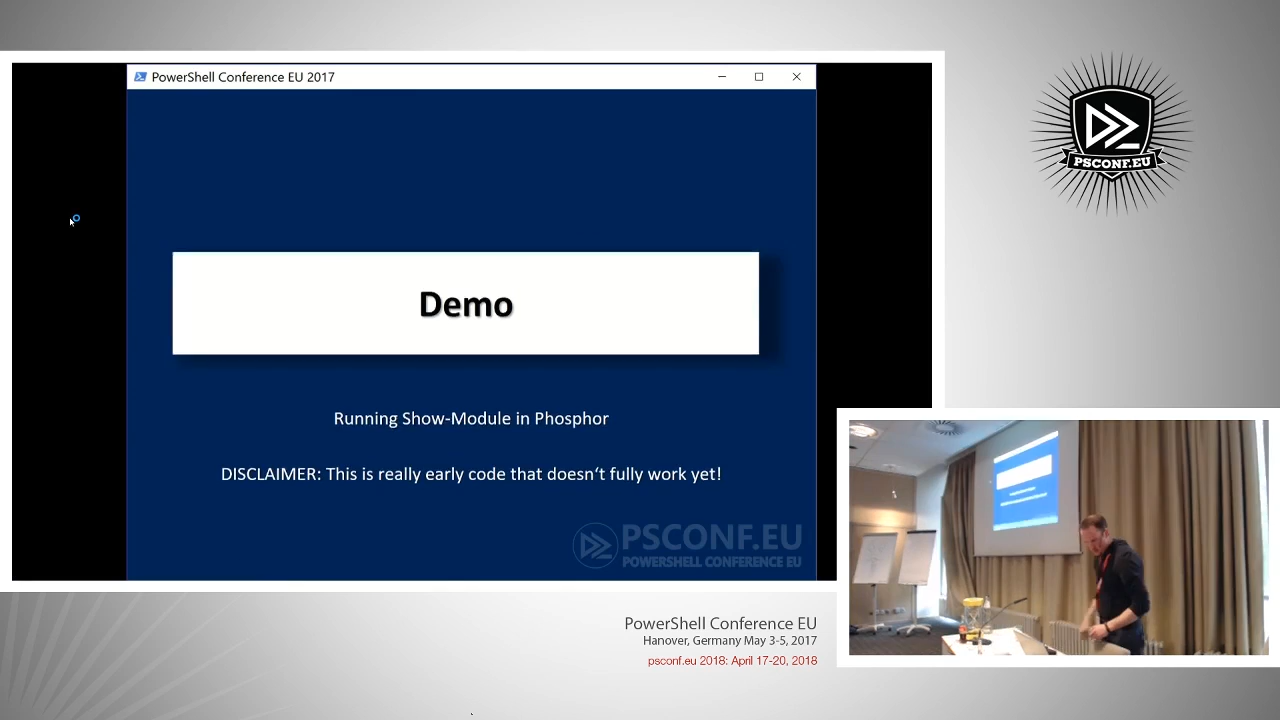 PowerShell Conference EU 2017
PSCONF.EU
Demo
Running Show-Module in Phosphor
DISCLAIMER: This is really early code that doesn‘t fully work yet!
PSCONF.EU
POWERSHELL CONFERENCE EU
PowerShell Conference EU
Hanover, Germany May 3-5, 2017
psconf.eu 2018: April 17-20, 2018